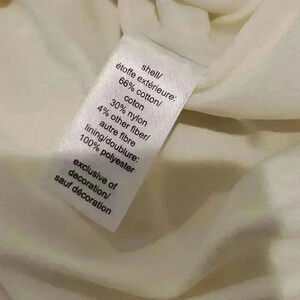 shell/
étoffe extérieure:
66% cotton/
coton
30% nylon
4% other fiber/
autre fibre
lining/doublure:
100% polyester
exclusive of
decoration/
sauf décoration